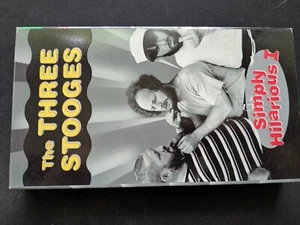 The THREE
STOOGES
Simply
Hilarious I